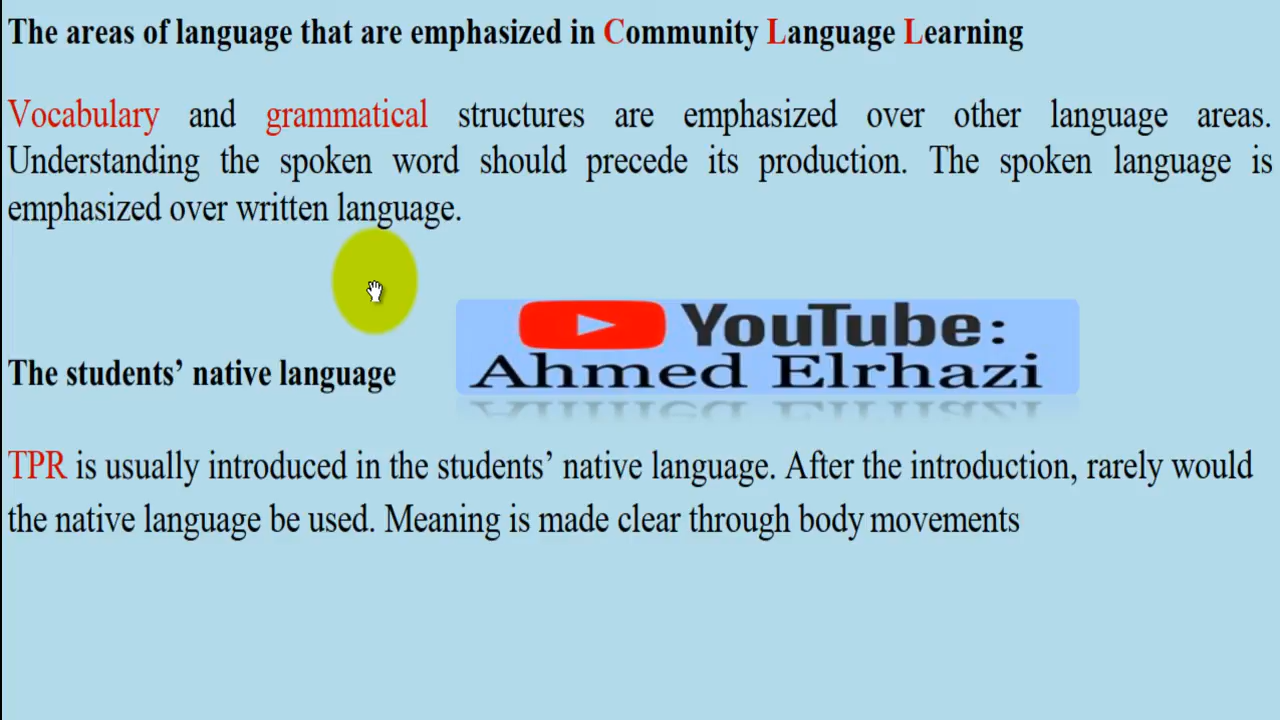 The areas of language that are emphasized in Community Language Learning
Vocabulary and grammatical structures are emphasized over other language areas.
Understanding the spoken word should precede its production. The spoken language is
emphasized over written language.
YouTube:
Ahmed Elrhazi
The students’ native language
TPR is usually introduced in the students’ native language. After the introduction, rarely would
the native language be used. Meaning is made clear through body movements